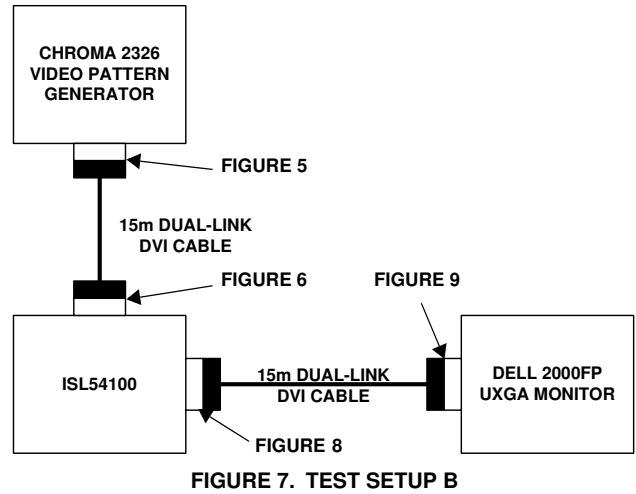 CHROMA 2326
VIDEO PATTERN
GENERATOR
FIGURE 5
15m DUAL-LINK
DVI CABLE
FIGURE 6
FIGURE 9
ISL54100
15m DUAL-LINK
DVI CABLE
DELL 2000FP
UXGA MONITOR
FIGURE 8
FIGURE 7. TEST SETUP B